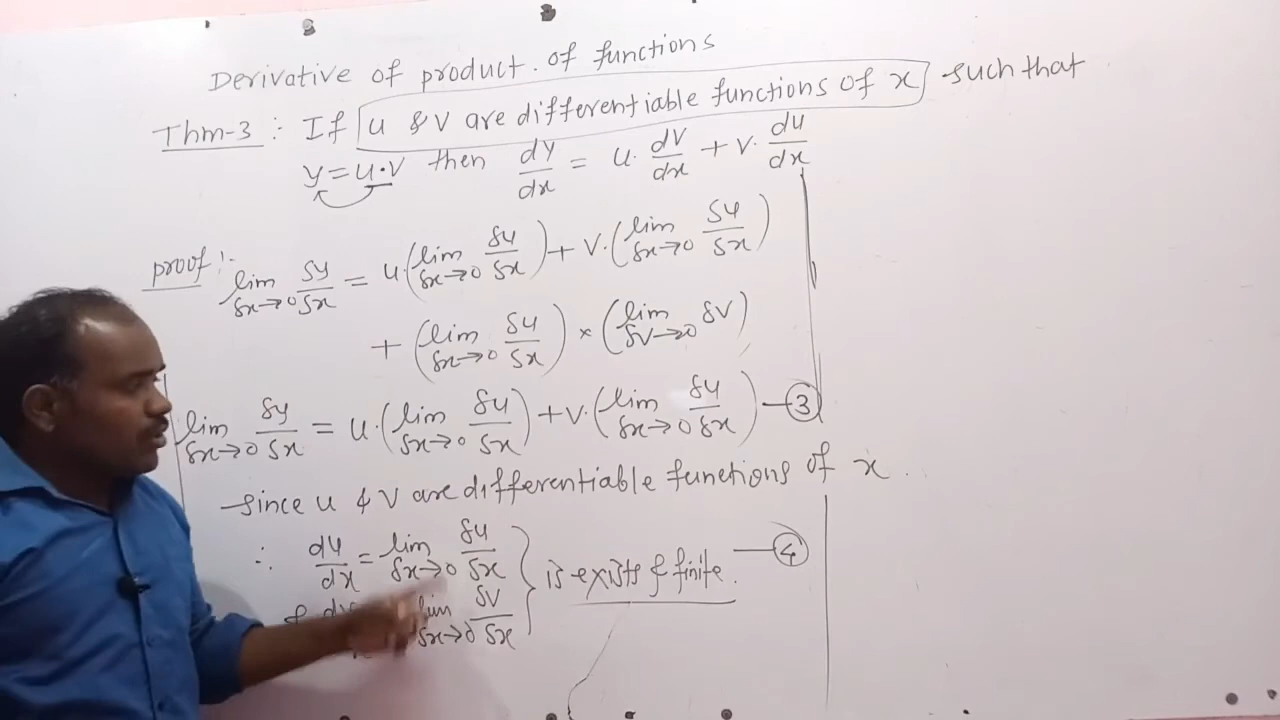 Derivative of product. of functions
Thm-3 : If u & v are differentiable functions of x such that
y = u·v then dy/dx = u· dv/dx + v· du/dx
proof :- lim δx→0 δy/δx = u·(lim δx→0 δu/δx) + v·(lim δx→0 δu/δx)
+ (lim δx→0 δu/δx) × (lim δv→0 δv)
lim δx→0 δy/δx = u·(lim δx→0 δu/δx) + v·(lim δx→0 δu/δx) — ③
since u & v are differentiable functions of x .
∴ du/dx = lim δx→0 δu/δx } is exists & finite. — ④
& lim δx→0 δv/δx